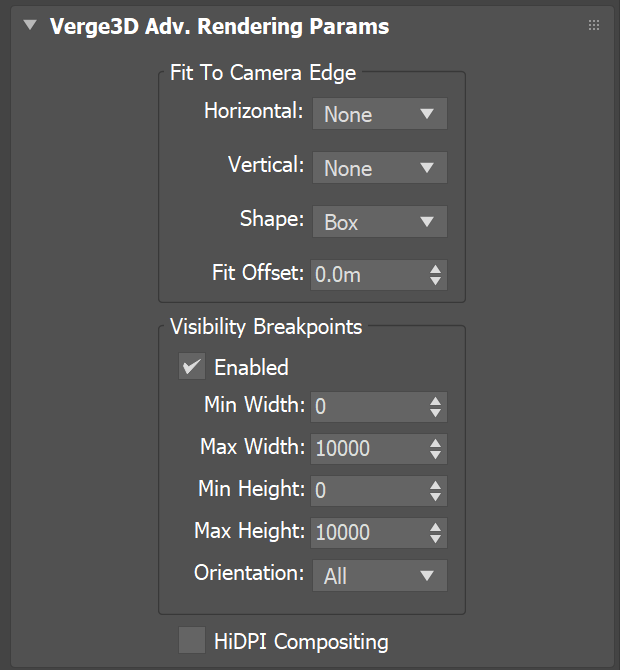 Verge3D Adv. Rendering Params
Fit To Camera Edge
Horizontal: None
Vertical: None
Shape: Box
Fit Offset: 0.0m
Visibility Breakpoints
Enabled
Min Width: 0
Max Width: 10000
Min Height: 0
Max Height: 10000
Orientation: All
HiDPI Compositing